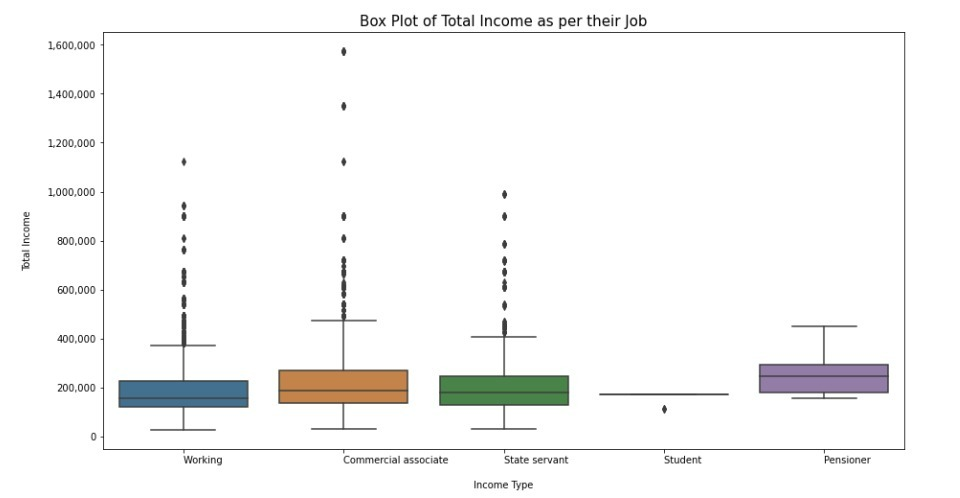 Box Plot of Total Income as per their Job
1,600,000
1,400,000
1,200,000
1,000,000
800,000
600,000
400,000
200,000
0
Total Income
Working Commercial associate State servant Student Pensioner
Income Type